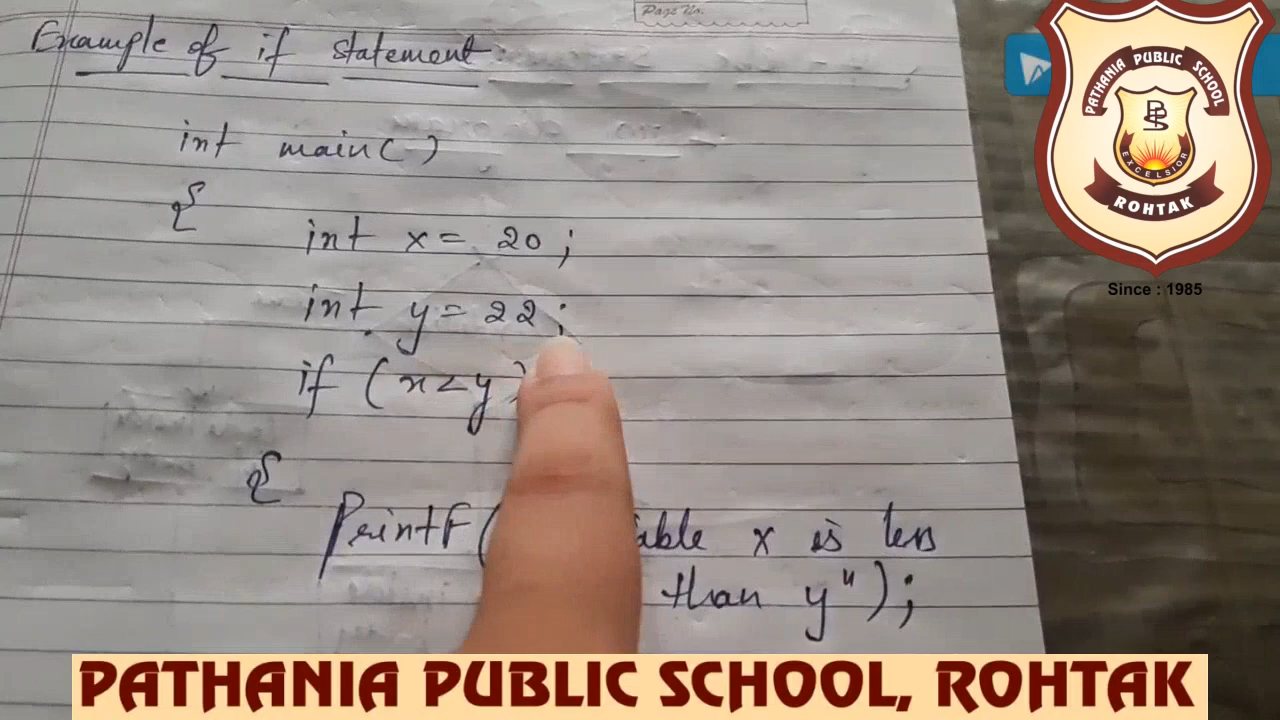 Page No.
Example of if statement:
int main( )
{
int x = 20 ;
int y = 22 ;
if ( x < y )
{
PrintF ( able x is less
than y" ) ;
PATHANIA PUBLIC SCHOOL
PPS
EXCELSIOR
ROHTAK
Since : 1985
PATHANIA PUBLIC SCHOOL, ROHTAK